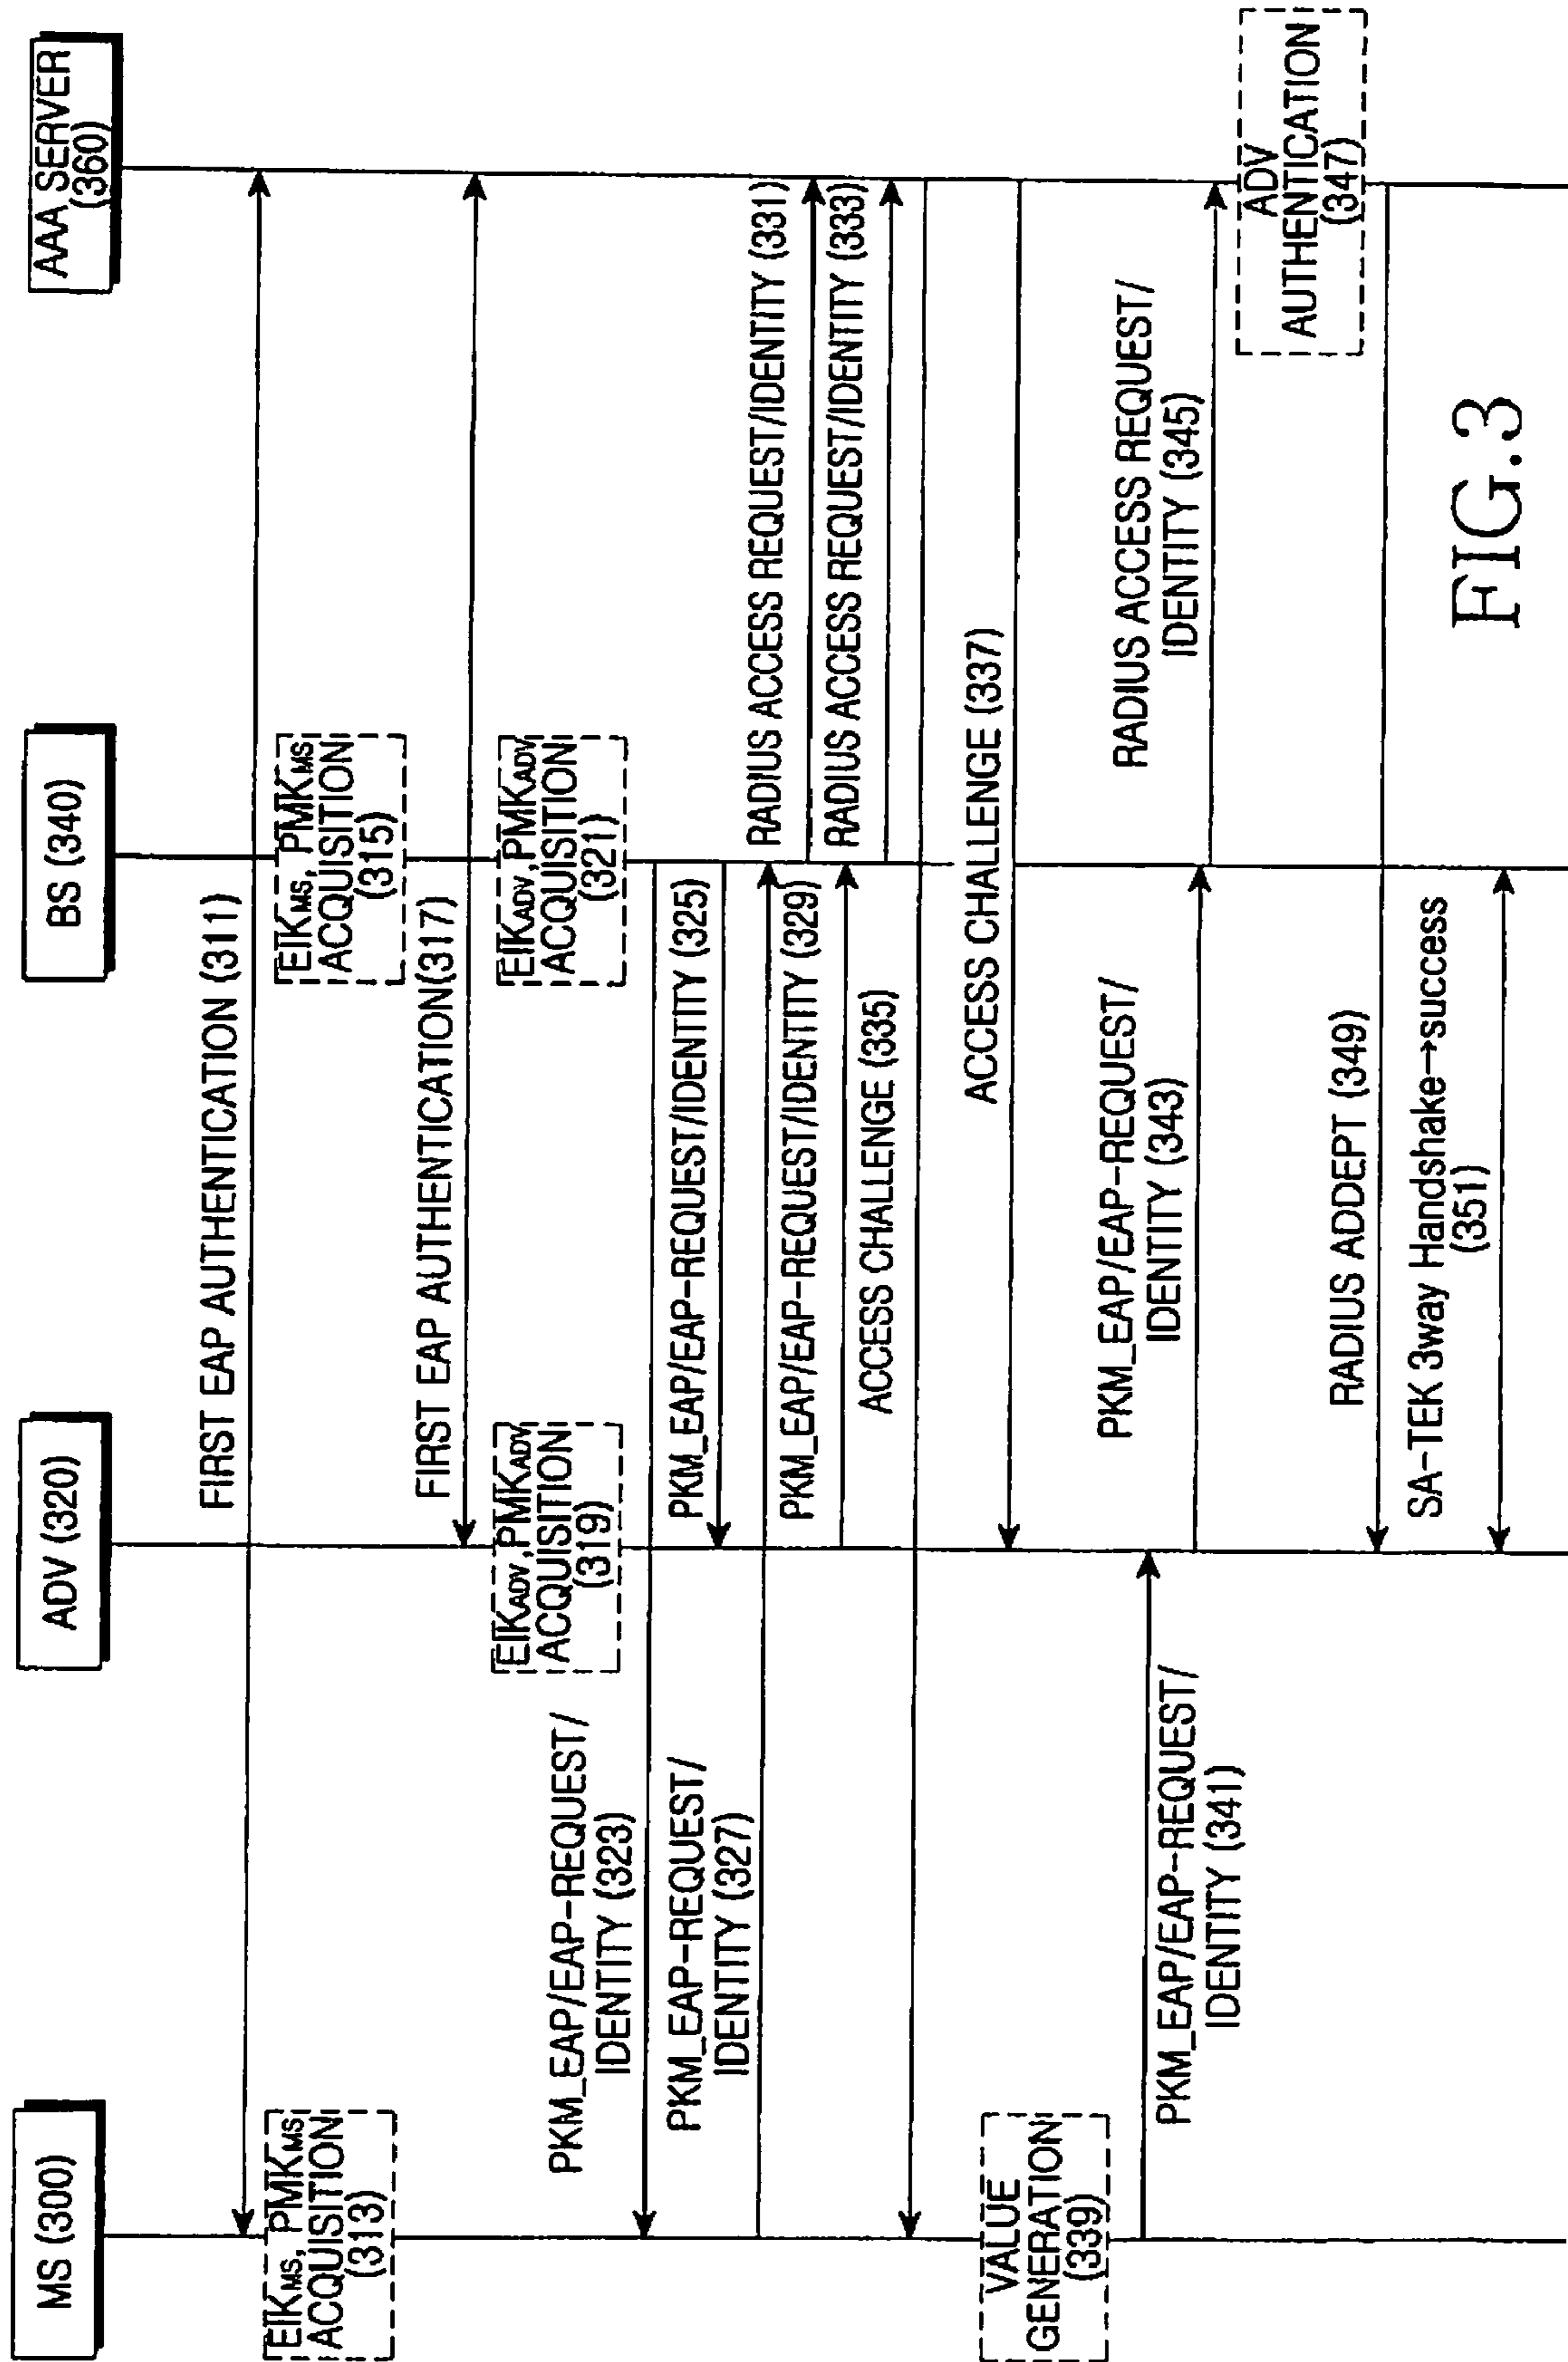 MS (300)
ADV (320)
BS (340)
AAA SERVER
(360)
FIRST EAP AUTHENTICATION (311)
EIKMS, PMKMS
ACQUISITION
(313)
EIKMS, PMKMS
ACQUISITION
(315)
FIRST EAP AUTHENTICATION(317)
EIKADV,PMKADV
ACQUISITION
(319)
EIKADV,PMKADV
ACQUISITION
(321)
PKM_EAP/EAP-REQUEST/
IDENTITY (323)
PKM_EAP/EAP-REQUEST/IDENTITY (325)
PKM_EAP/EAP-REQUEST/
IDENTITY (327)
PKM_EAP/EAP-REQUEST/IDENTITY (329)
RADIUS ACCESS REQUEST/IDENTITY (331)
RADIUS ACCESS REQUEST/IDENTITY (333)
ACCESS CHALLENGE (335)
ACCESS CHALLENGE (337)
VALUE
GENERATION
(339)
PKM_EAP/EAP-REQUEST/
IDENTITY (341)
PKM_EAP/EAP-REQUEST/
IDENTITY (343)
RADIUS ACCESS REQUEST/
IDENTITY (345)
ADV
AUTHENTICATION
(347)
RADIUS ADDEPT (349)
SA-TEK 3way Handshake→success
(351)
FIG.3